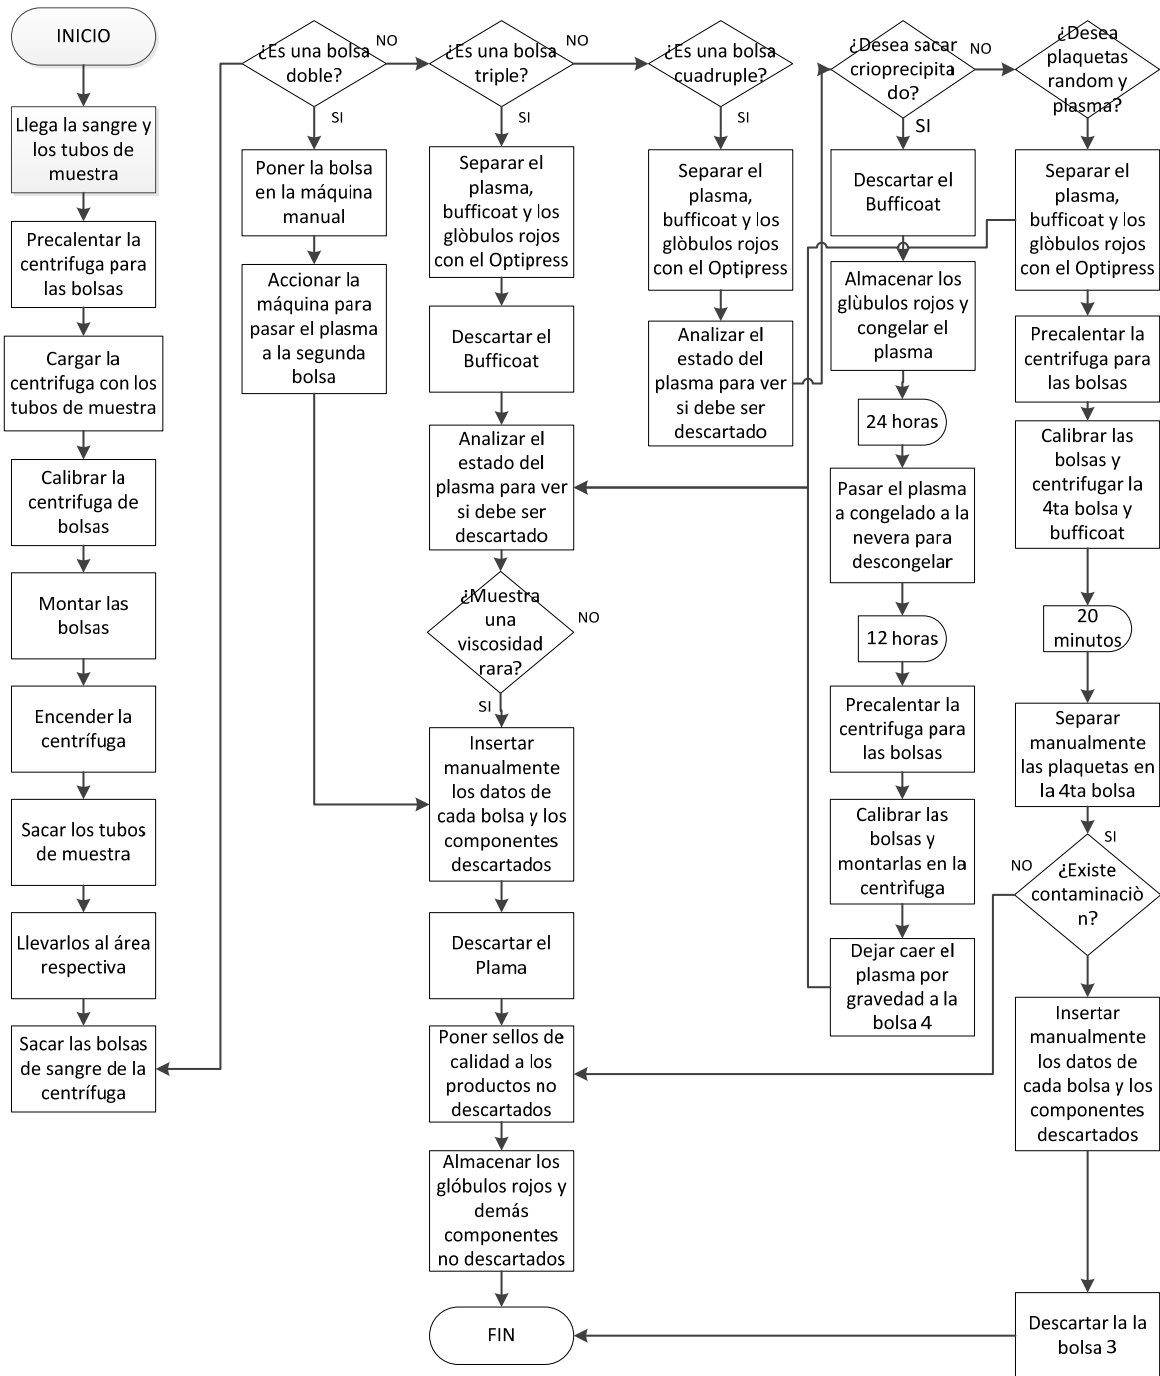 INICIO
Llega la sangre y
los tubos de
muestra
Precalentar la
centrifuga para
las bolsas
Cargar la
centrifuga con los
tubos de muestra
Calibrar la
centrifuga de
bolsas
Montar las
bolsas
Encender la
centrífuga
Sacar los tubos
de muestra
Llevarlos al área
respectiva
Sacar las bolsas
de sangre de la
centrífuga
¿Es una bolsa
doble?
NO
SI
Poner la bolsa
en la máquina
manual
Accionar la
máquina para
pasar el plasma
a la segunda
bolsa
¿Es una bolsa
triple?
NO
SI
Separar el
plasma,
bufficoat y los
glòbulos rojos
con el Optipress
Descartar el
Bufficoat
Analizar el
estado del
plasma para ver
si debe ser
descartado
¿Muestra
una
viscosidad
rara?
NO
SI
Insertar
manualmente
los datos de
cada bolsa y los
componentes
descartados
Descartar el
Plama
Poner sellos de
calidad a los
productos no
descartados
Almacenar los
glóbulos rojos y
demás
componentes
no descartados
FIN
¿Es una bolsa
cuadruple?
SI
Separar el
plasma,
bufficoat y los
glòbulos rojos
con el Optipress
Analizar el
estado del
plasma para ver
si debe ser
descartado
¿Desea sacar
crioprecipita
do?
NO
SI
Descartar el
Bufficoat
Almacenar los
glùbulos rojos y
congelar el
plasma
24 horas
Pasar el plasma
a congelado a la
nevera para
descongelar
12 horas
Precalentar la
centrifuga para
las bolsas
Calibrar las
bolsas y
montarlas en la
centrìfuga
Dejar caer el
plasma por
gravedad a la
bolsa 4
¿Desea
plaquetas
random y
plasma?
Separar el
plasma,
bufficoat y los
glòbulos rojos
con el Optipress
Precalentar la
centrifuga para
las bolsas
Calibrar las
bolsas y
centrifugar la
4ta bolsa y
bufficoat
20
minutos
Separar
manualmente
las plaquetas en
la 4ta bolsa
SI
NO
¿Existe
contaminaciò
n?
Insertar
manualmente
los datos de
cada bolsa y los
componentes
descartados
Descartar la la
bolsa 3